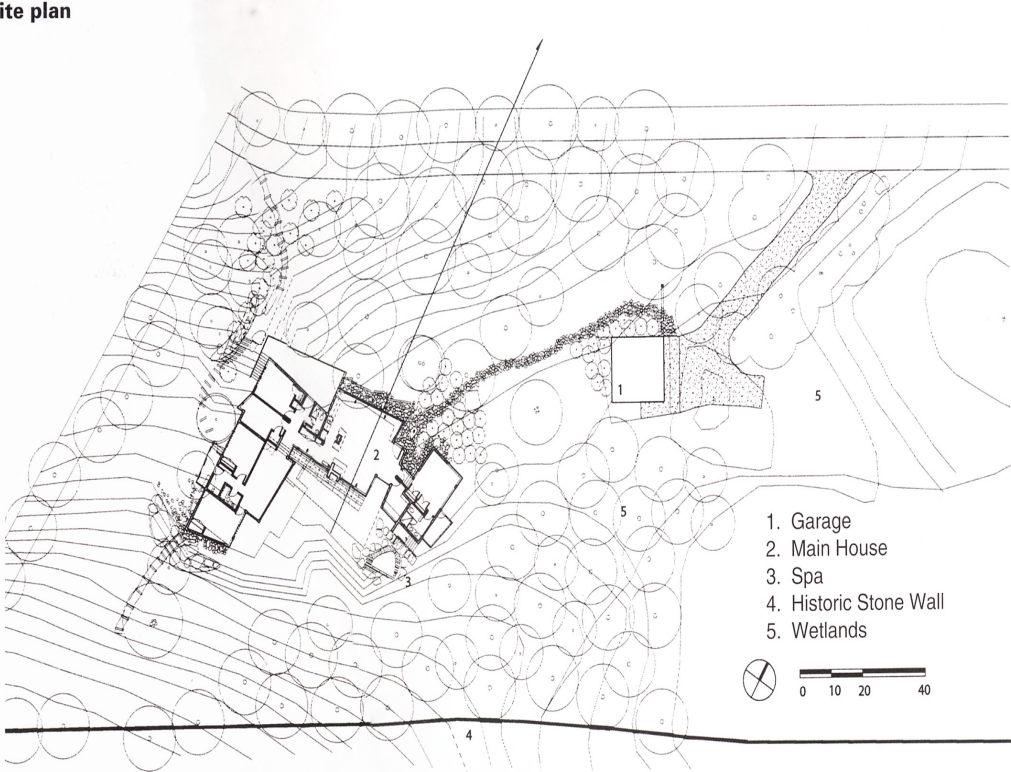 ite plan
1
2
3
4
5
5
1. Garage
2. Main House
3. Spa
4. Historic Stone Wall
5. Wetlands
0 10 20 40